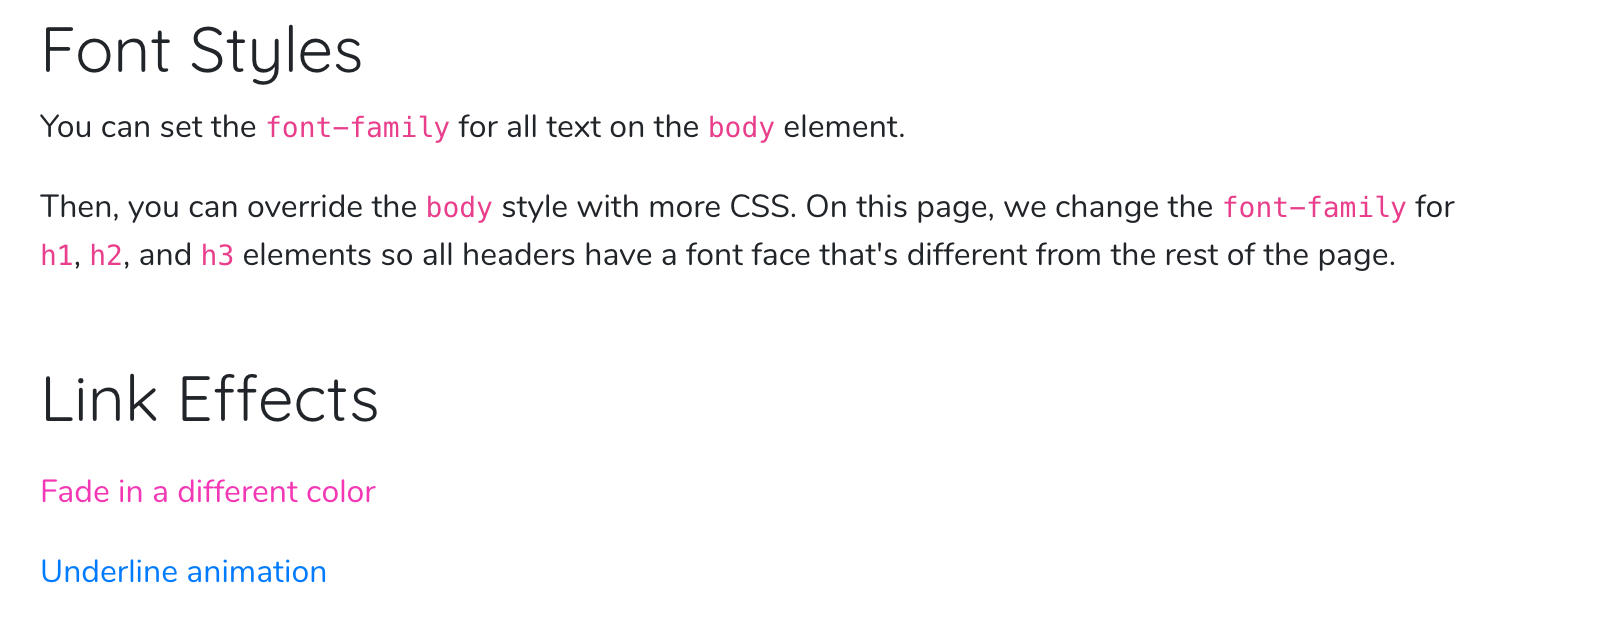 Font Styles
You can set the font-family for all text on the body element.
Then, you can override the body style with more CSS. On this page, we change the font-family for
h1, h2, and h3 elements so all headers have a font face that's different from the rest of the page.
Link Effects
Fade in a different color
Underline animation